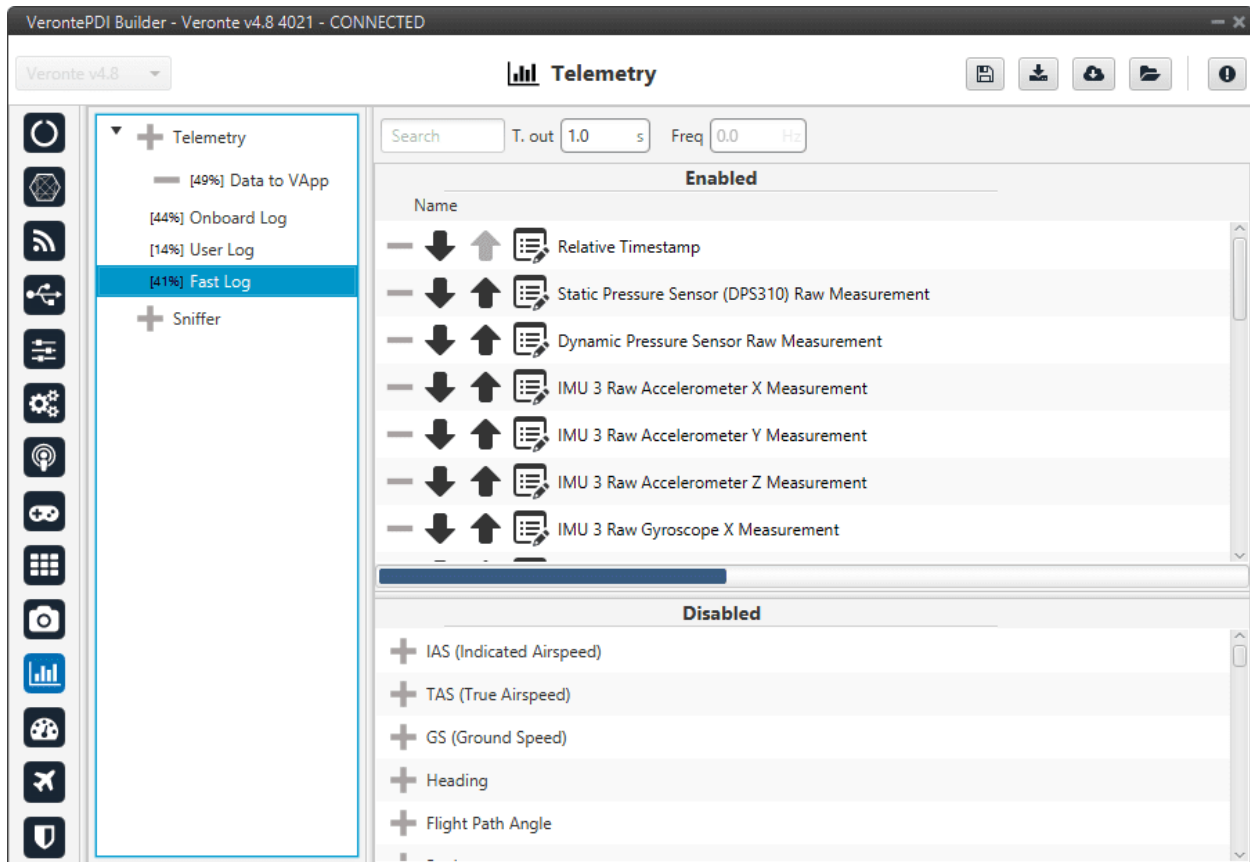 VerontePDI Builder - Veronte v4.8 4021 - CONNECTED
Veronte v4.8
Telemetry
Telemetry
[49%] Data to VApp
[44%] Onboard Log
[14%] User Log
[41%] Fast Log
Sniffer
Search T. out 1.0 s Freq 0.0 Hz
Enabled
Name
Relative Timestamp
Static Pressure Sensor (DPS310) Raw Measurement
Dynamic Pressure Sensor Raw Measurement
IMU 3 Raw Accelerometer X Measurement
IMU 3 Raw Accelerometer Y Measurement
IMU 3 Raw Accelerometer Z Measurement
IMU 3 Raw Gyroscope X Measurement
Disabled
IAS (Indicated Airspeed)
TAS (True Airspeed)
GS (Ground Speed)
Heading
Flight Path Angle